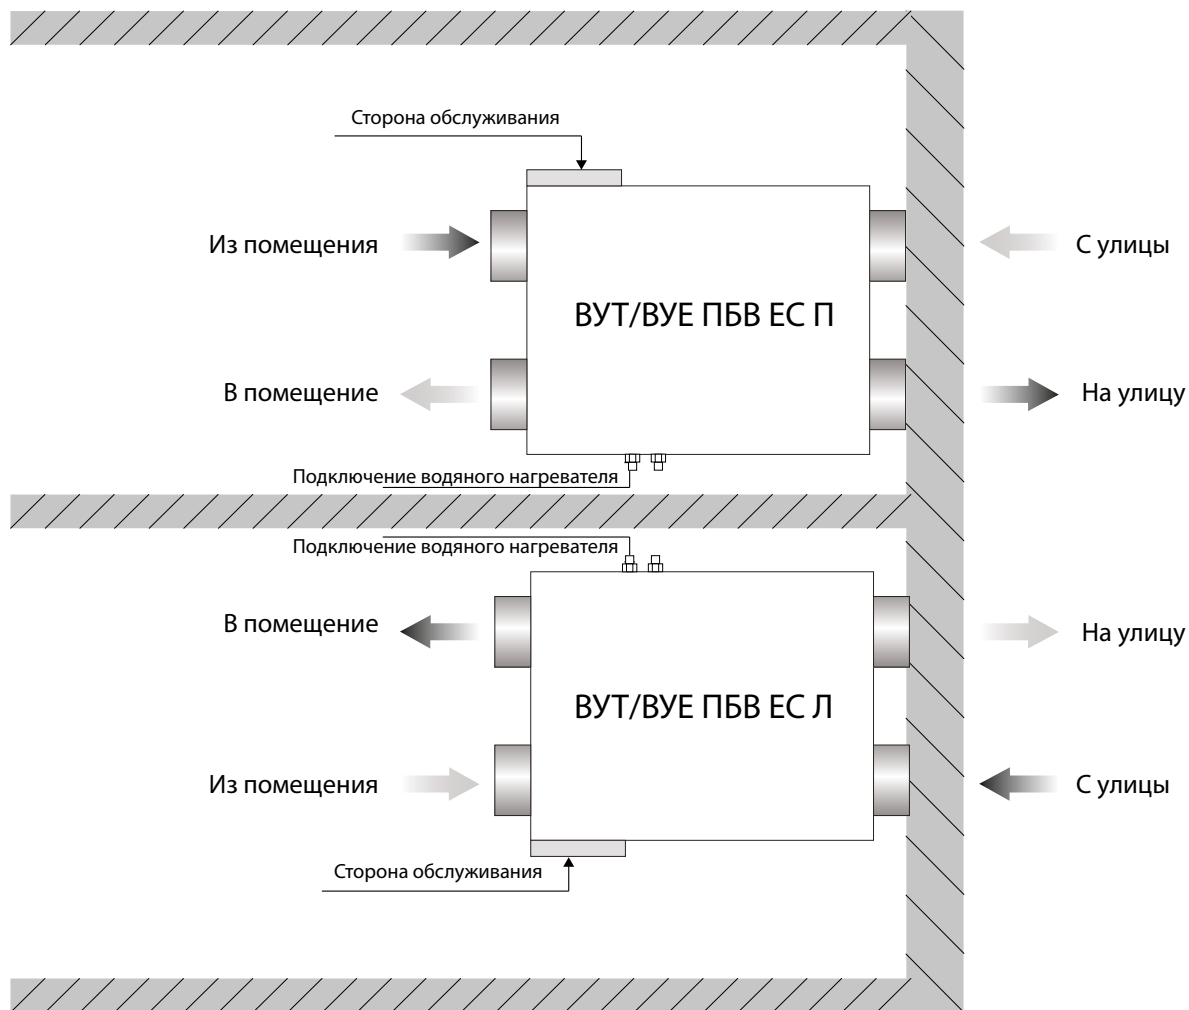 Сторона обслуживания
Из помещения
С улицы
ВУТ/ВУЕ ПБВ ЕС П
В помещение
На улицу
Подключение водяного нагревателя
Подключение водяного нагревателя
В помещение
На улицу
ВУТ/ВУЕ ПБВ ЕС Л
Из помещения
С улицы
Сторона обслуживания